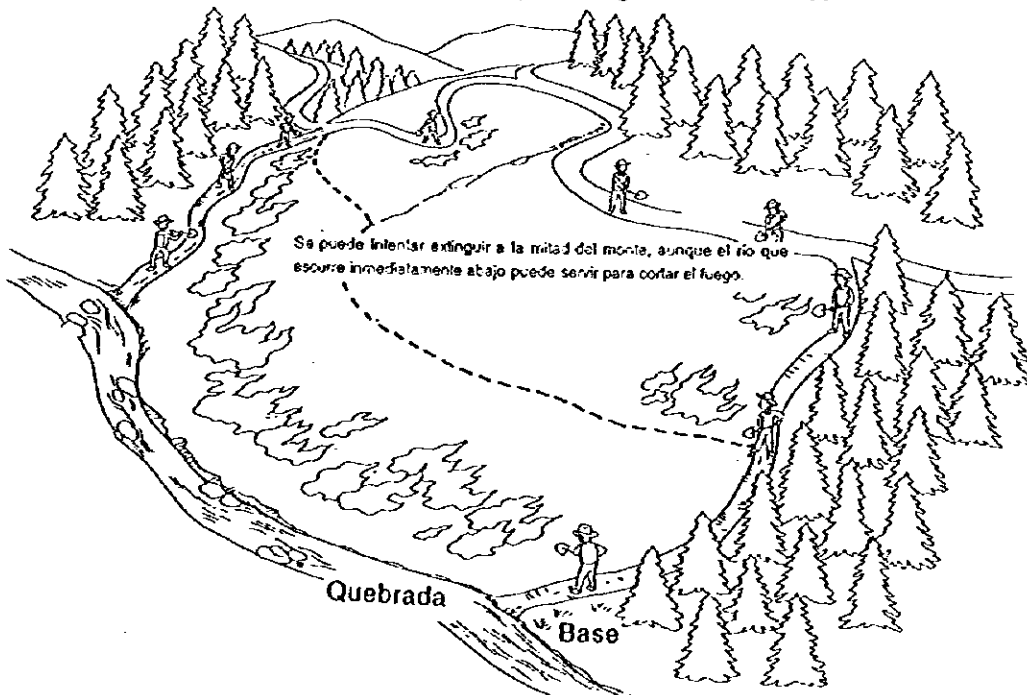 Se puede intentar extinguir a la mitad del monte, aunque el río que
escurre inmediatamente abajo puede servir para cortar el fuego.
Quebrada
Base